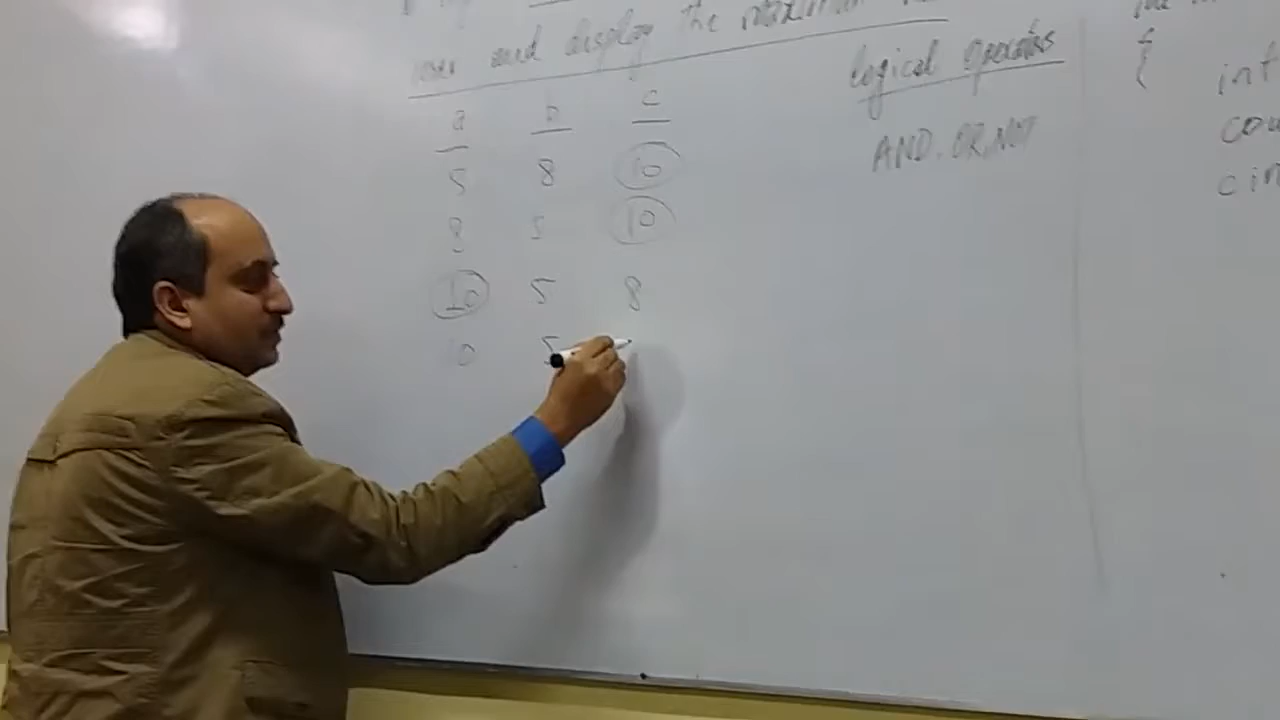 user and display the maximum
a b c
5 8 10
8 5 10
10 5 8
10 5
logical operators
AND, OR, NOT
{
int
cou
cin